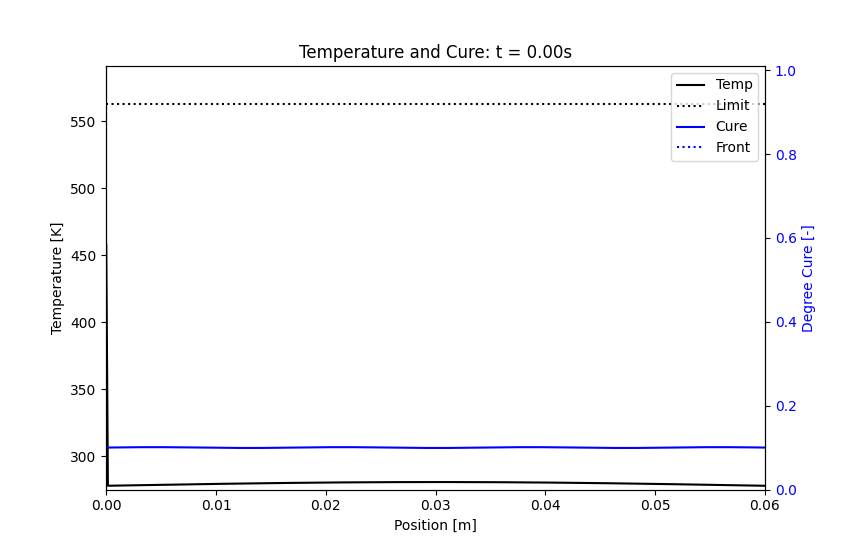 Temperature and Cure: t = 0.00s
Temp
Limit
Cure
Front
550
500
450
400
350
300
Temperature [K]
1.0
0.8
0.6
0.4
0.2
0.0
Degree Cure [-]
0.00
0.01
0.02
0.03
0.04
0.05
0.06
Position [m]